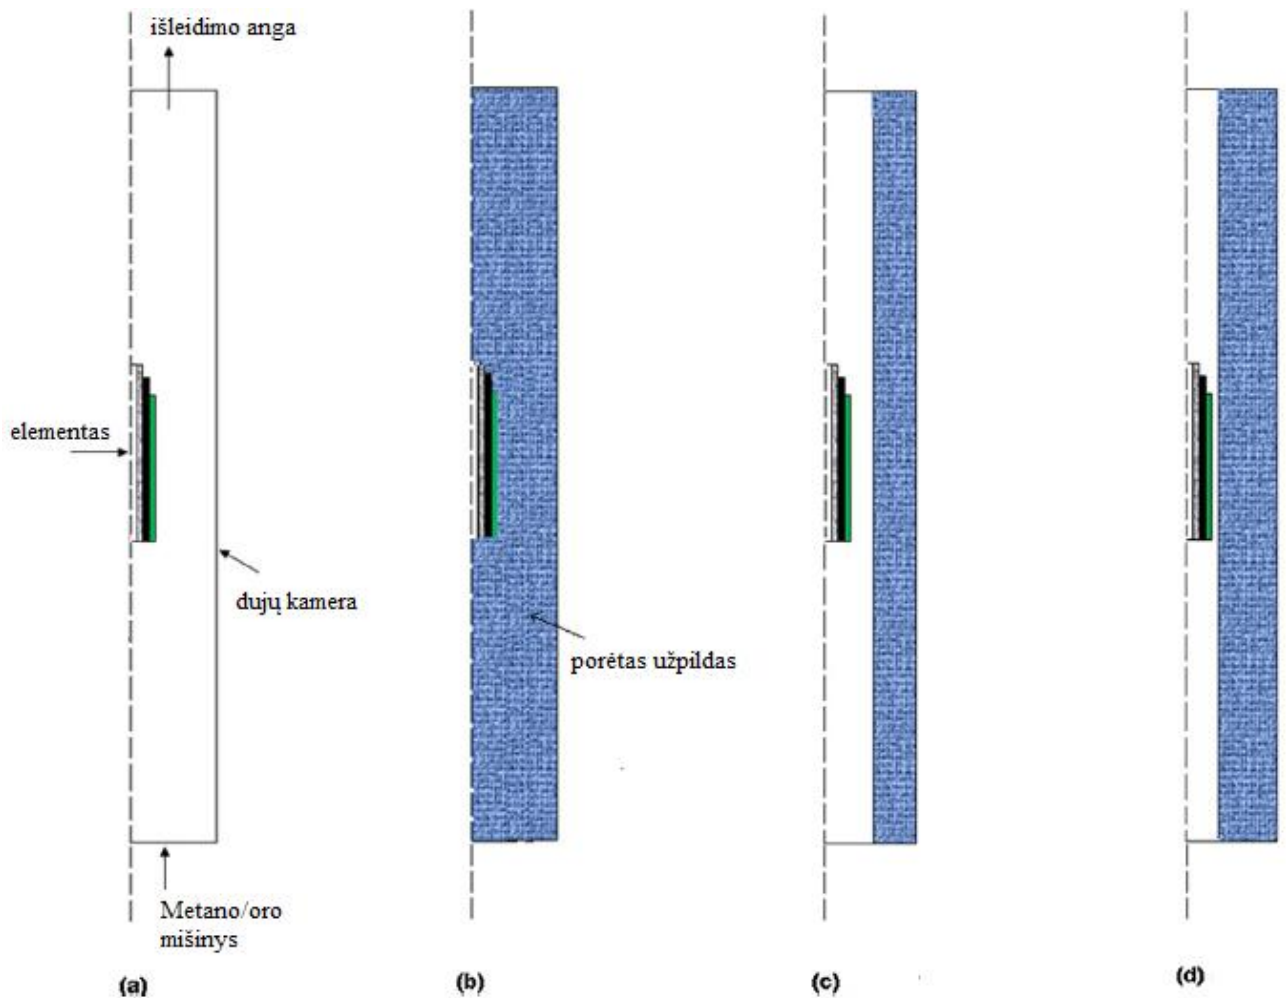 išleidimo anga
elementas
dujų kamera
porėtas užpildas
Metano/oro
mišinys
(a)
(b)
(c)
(d)